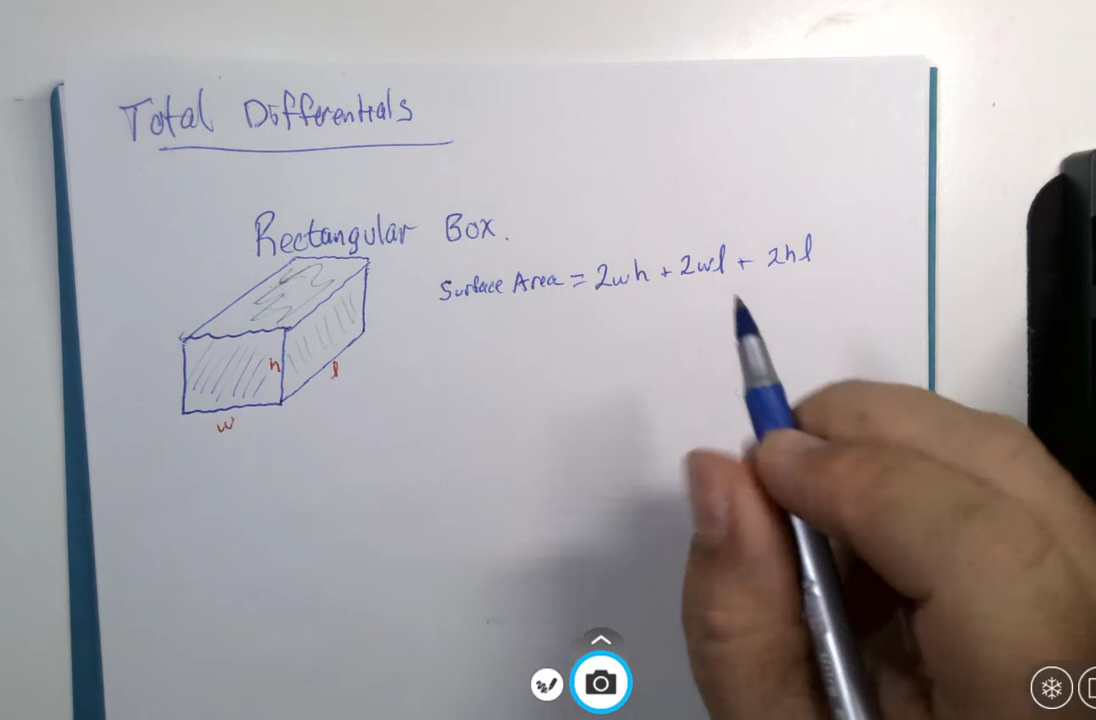 Total Differentials
Rectangular Box.
Surface Area = 2wh + 2wl + 2hl
h
l
w